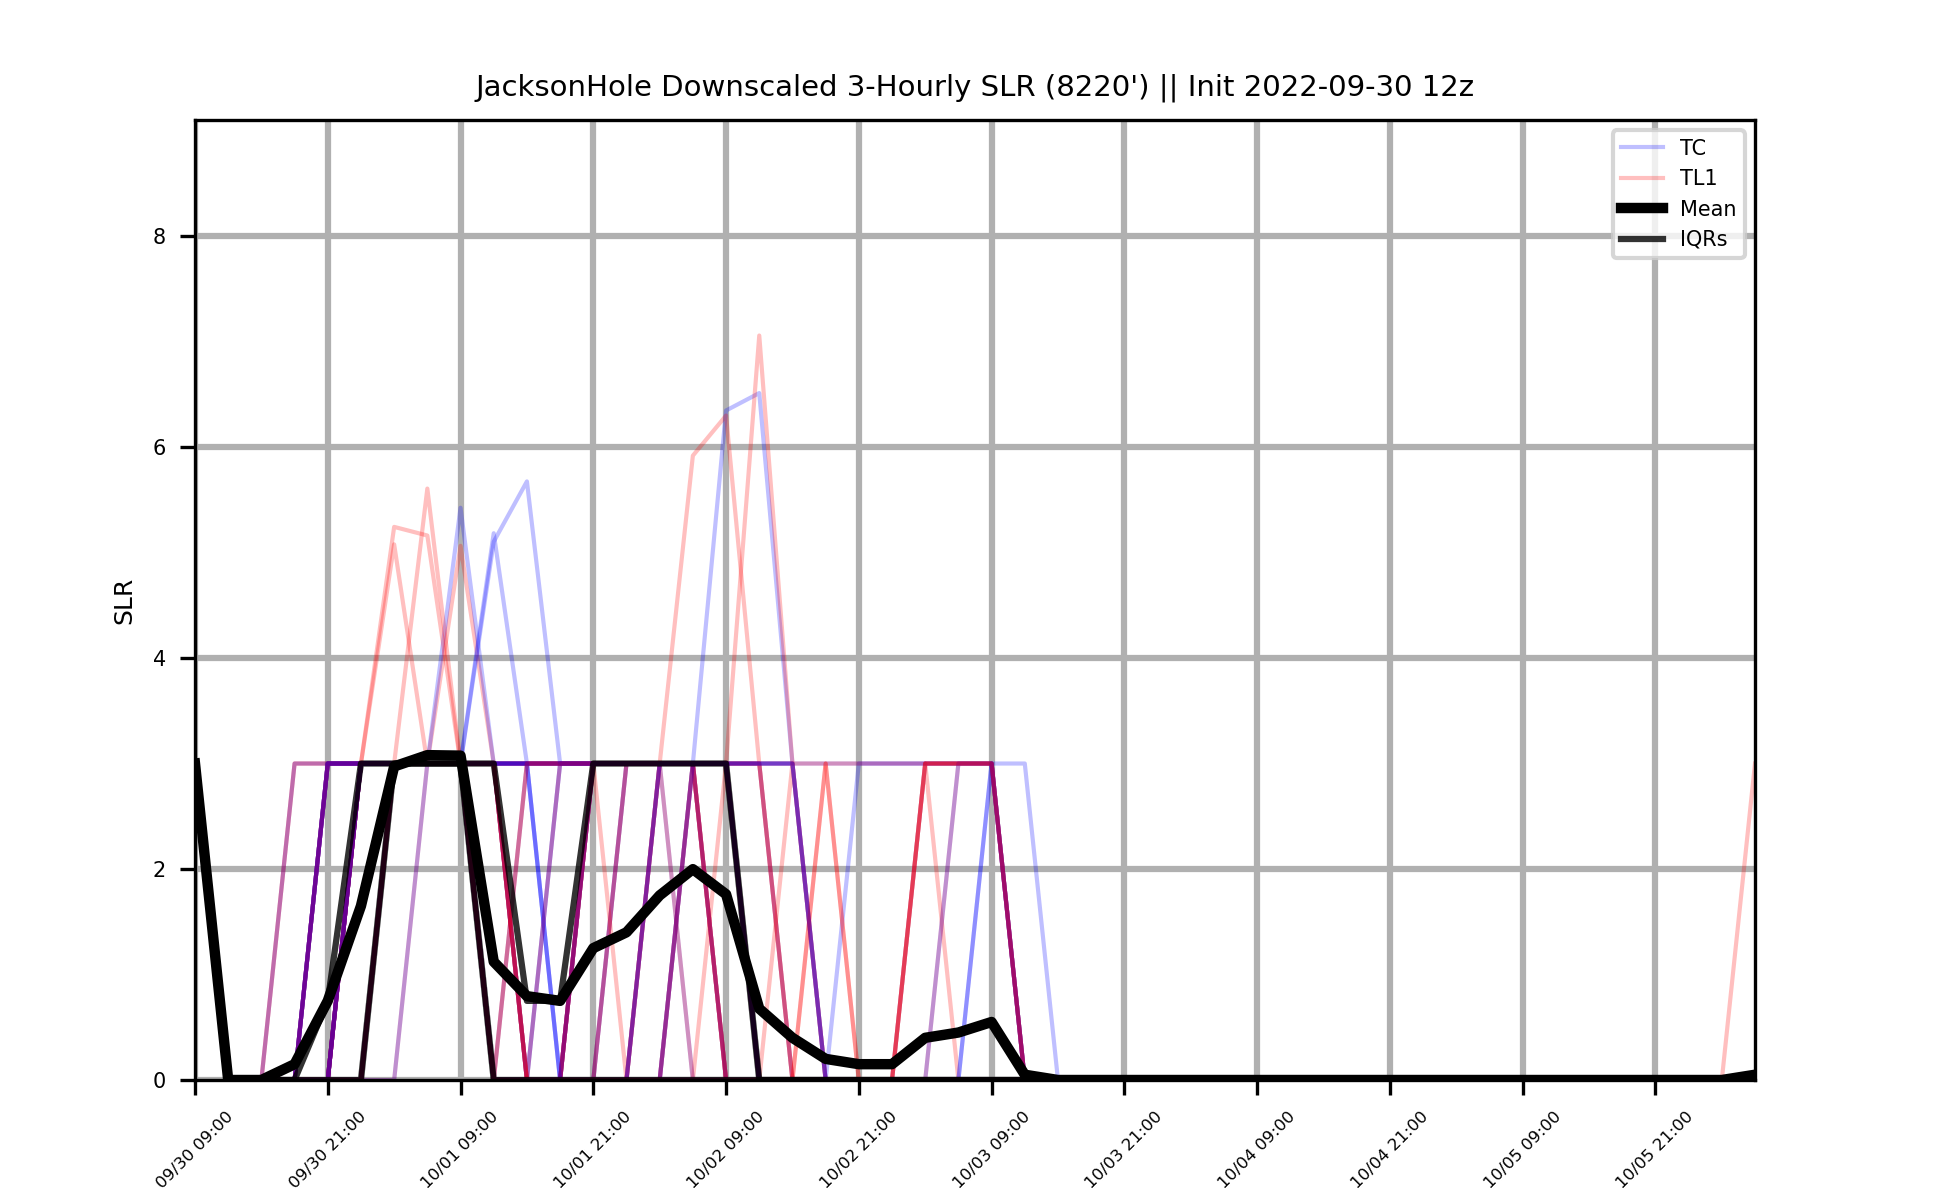 JacksonHole Downscaled 3-Hourly SLR (8220') || Init 2022-09-30 12z
TC
TL1
Mean
IQRs
SLR
8
6
4
2
0
09/30 09:00
09/30 21:00
10/01 09:00
10/01 21:00
10/02 09:00
10/02 21:00
10/03 09:00
10/03 21:00
10/04 09:00
10/04 21:00
10/05 09:00
10/05 21:00